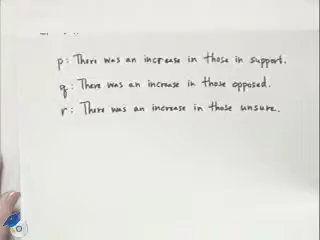 p: There was an increase in those in support.
q: There was an increase in those opposed.
r: There was an increase in those unsure.